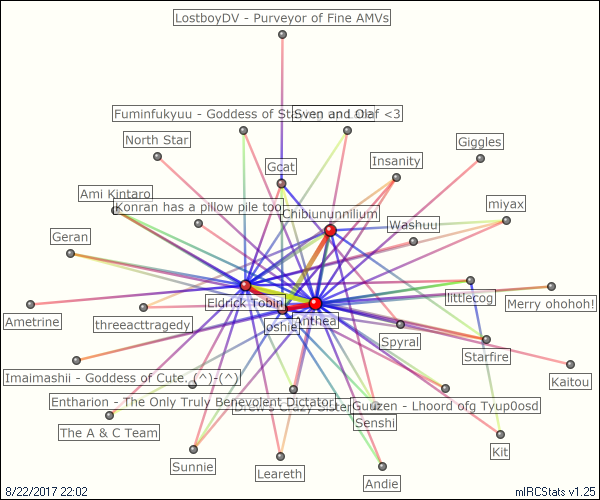 LostboyDV - Purveyor of Fine AMVs
Fuminfukyuu - Goddess of
Sven and Olaf <3
North Star
Giggles
Gcat
Insanity
Ami Kintaro
Konran has a pillow pile too
Chibiununnilium
miyax
Washuu
Geran
littlecog
Merry ohohoh!
Eldrick Tobin
Ametrine
threeacttragedy
oshie
Anthea
Spyral
Starfire
Imaimashii - Goddess of Cute. (^)-(^)
Kaitou
Entharion - The Only Truly Benevolent Dictator
Drew's Crazy Sister
Lhoord ofg Tyup0osd
Senshi
The A & C Team
Kit
Sunnie
Leareth
Andie
8/22/2017 22:02
mIRCStats v1.25